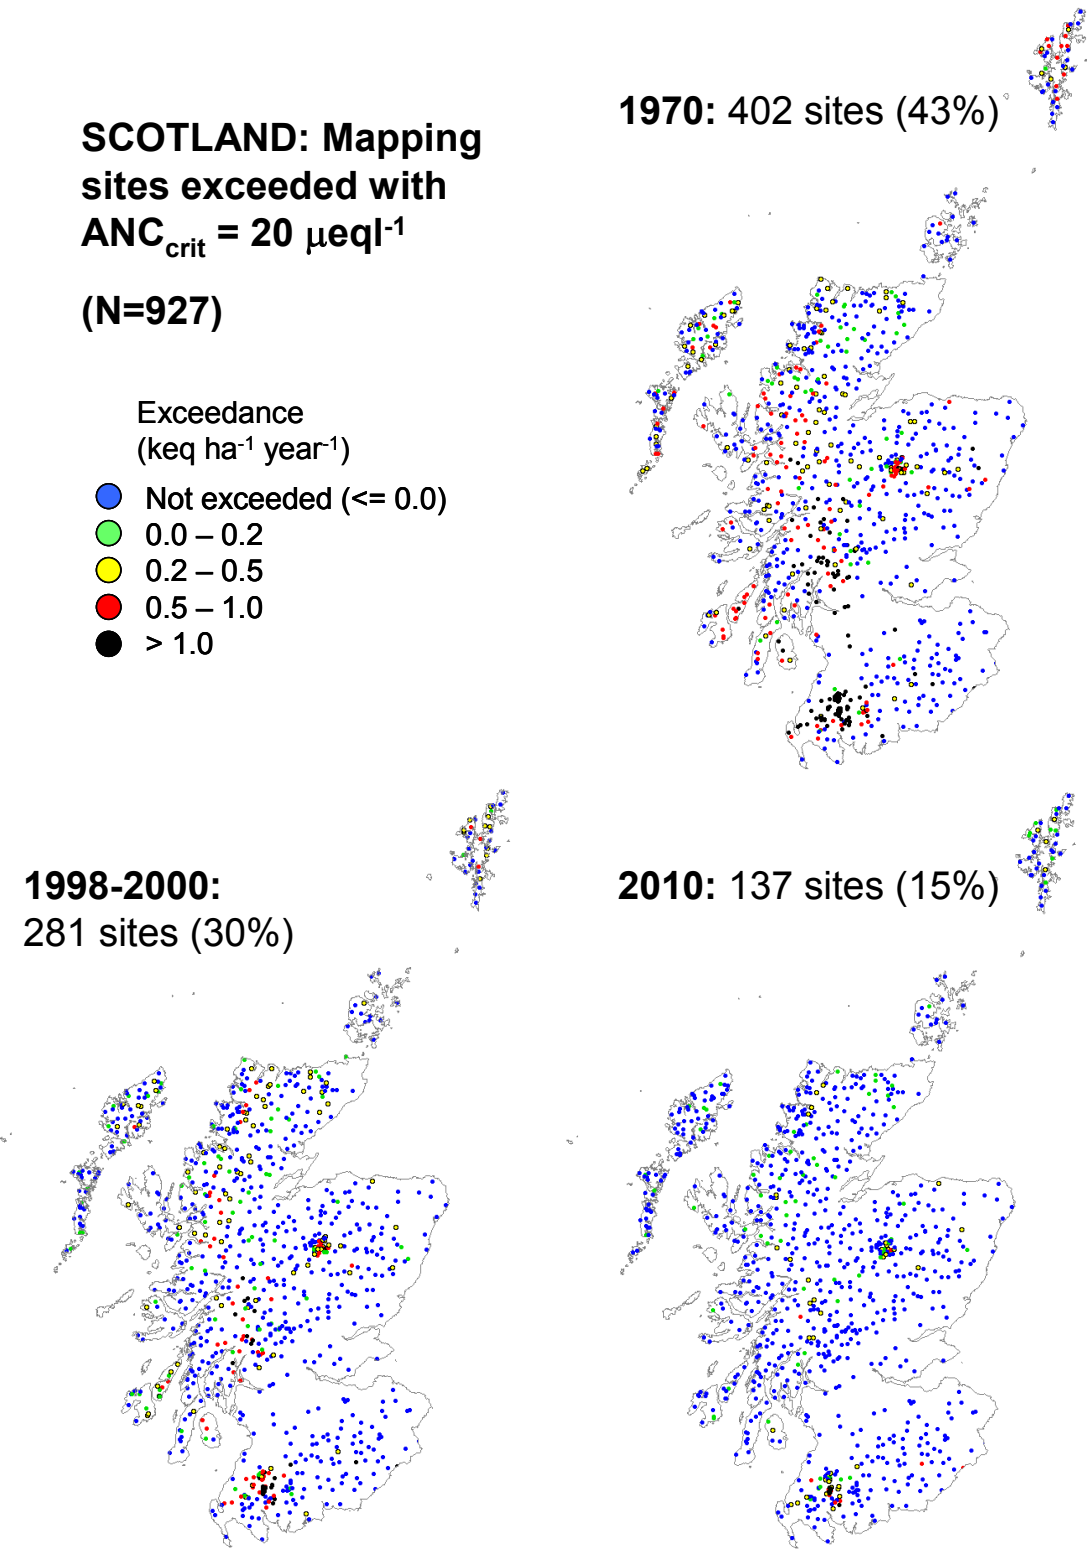 1970: 402 sites (43%)
SCOTLAND: Mapping
sites exceeded with
ANCcrit = 20 μeql-1
(N=927)
Exceedance
(keq ha-1 year-1)
Not exceeded (<= 0.0)
0.0 – 0.2
0.2 – 0.5
0.5 – 1.0
> 1.0
1998-2000:
281 sites (30%)
2010: 137 sites (15%)